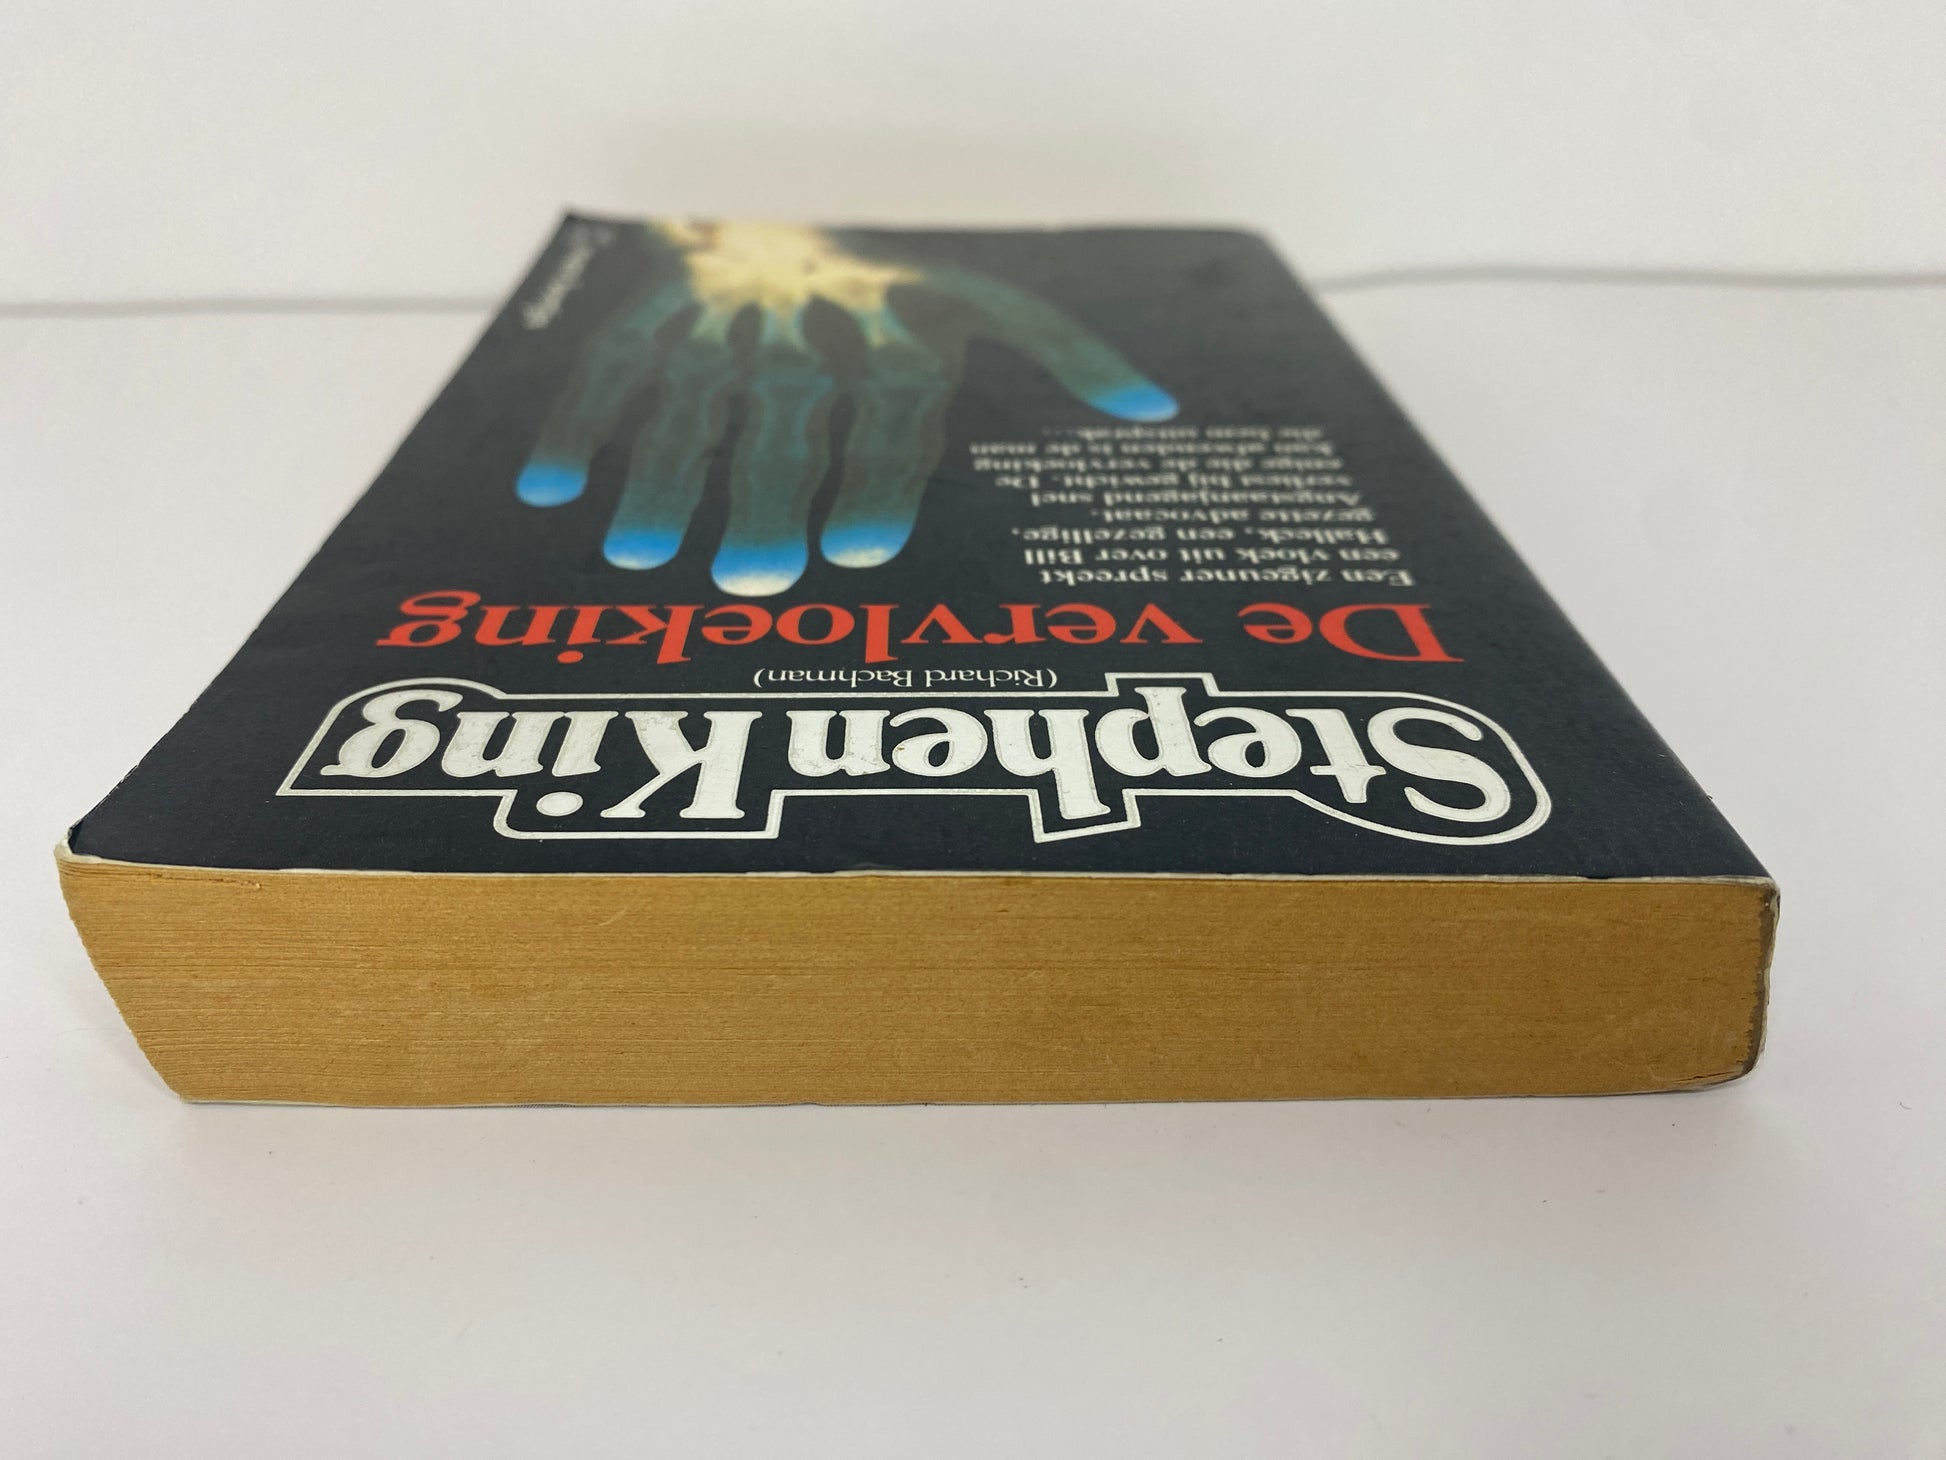 Stephen King
(Richard Bachman)
De vervloeking
Een zigeuner spreekt
een vloek uit over Bill
Halleck, een gezellige,
gezette advocaat.
Angstaanjagend snel
verliest hij gewicht. De
enige die de vervloeking
kan afwenden is de man
die hem uitsprak...